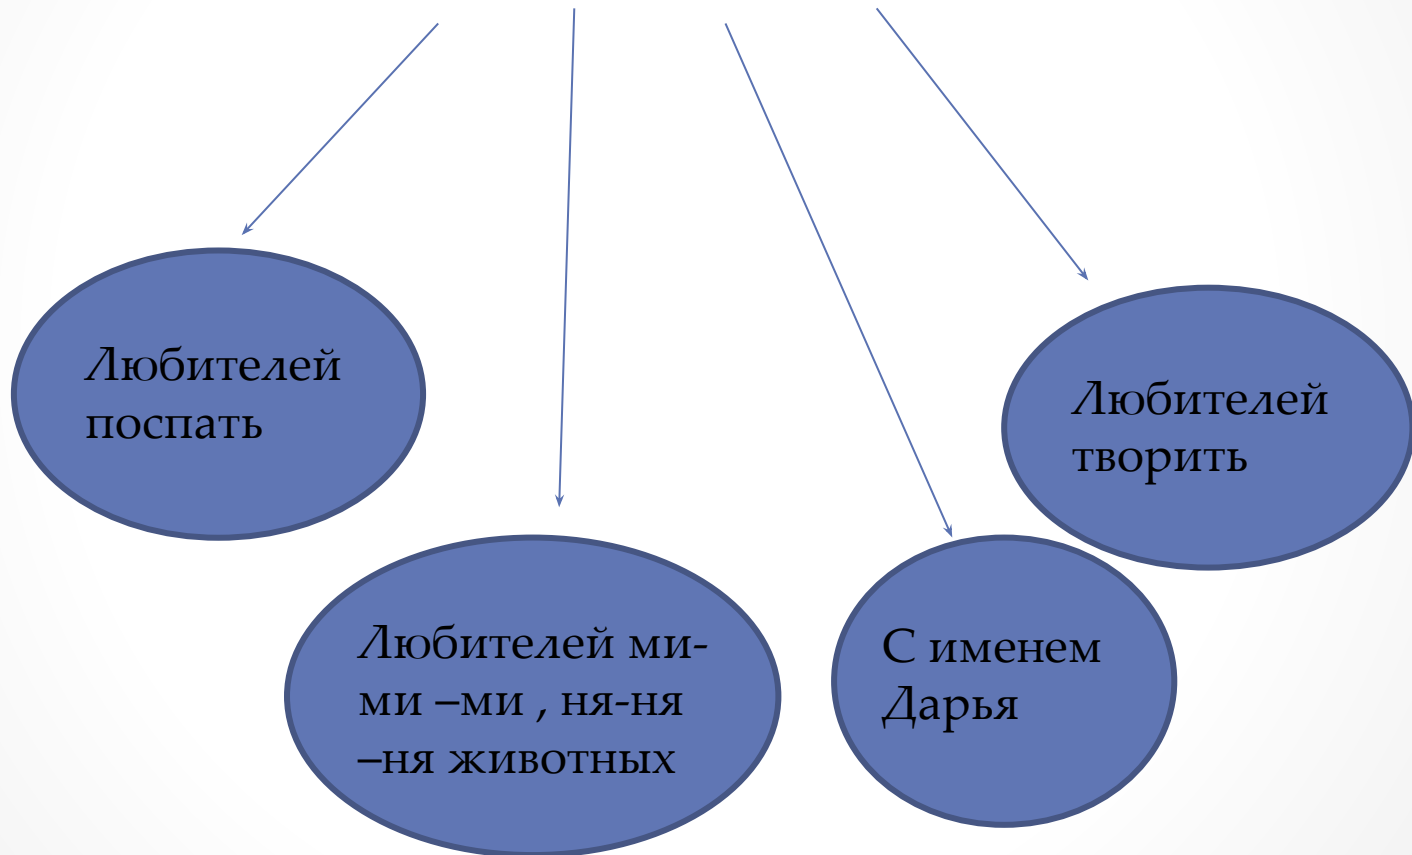 Любителей
поспать
Любителей ми-
ми –ми , ня-ня
–ня животных
С именем
Дарья
Любителей
творить